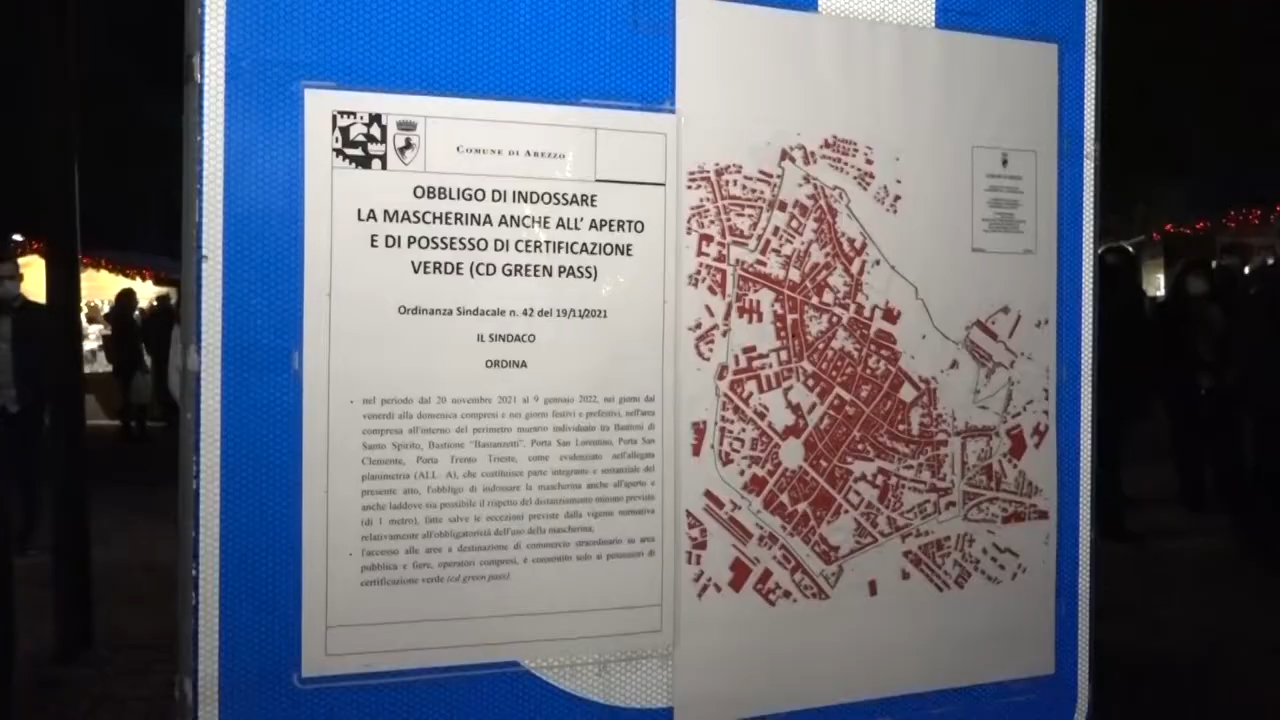 COMUNE DI AREZZO
OBBLIGO DI INDOSSARE
LA MASCHERINA ANCHE ALL' APERTO
E DI POSSESSO DI CERTIFICAZIONE
VERDE (CD GREEN PASS)
Ordinanza Sindacale n. 42 del 19/11/2021
IL SINDACO
ORDINA
- nel periodo dal 20 novembre 2021 al 9 gennaio 2022, nei giorni dal
venerdì alla domenica compresi e nei giorni festivi e prefestivi, nell'area
compresa all'interno del perimetro murario individuato tra Bastioni di
Santo Spirito, Bastione "Bastanzetti", Porta San Lorentino, Porta San
Clemente, Porta Trento Trieste, come evidenziato nell'allegata
planimetria (ALL. A), che costituisce parte integrante e sostanziale del
presente atto, l'obbligo di indossare la mascherina anche all'aperto e
anche laddove sia possibile il rispetto del distanziamento minimo previsto
(di 1 metro), fatte salve le eccezioni previste dalla vigente normativa
relativamente all'obbligatorietà dell'uso della mascherina;
- l'accesso alle aree a destinazione di commercio straordinario su area
pubblica e fiere, operatori compresi, è consentito solo ai possessori di
certificazione verde (cd green pass)